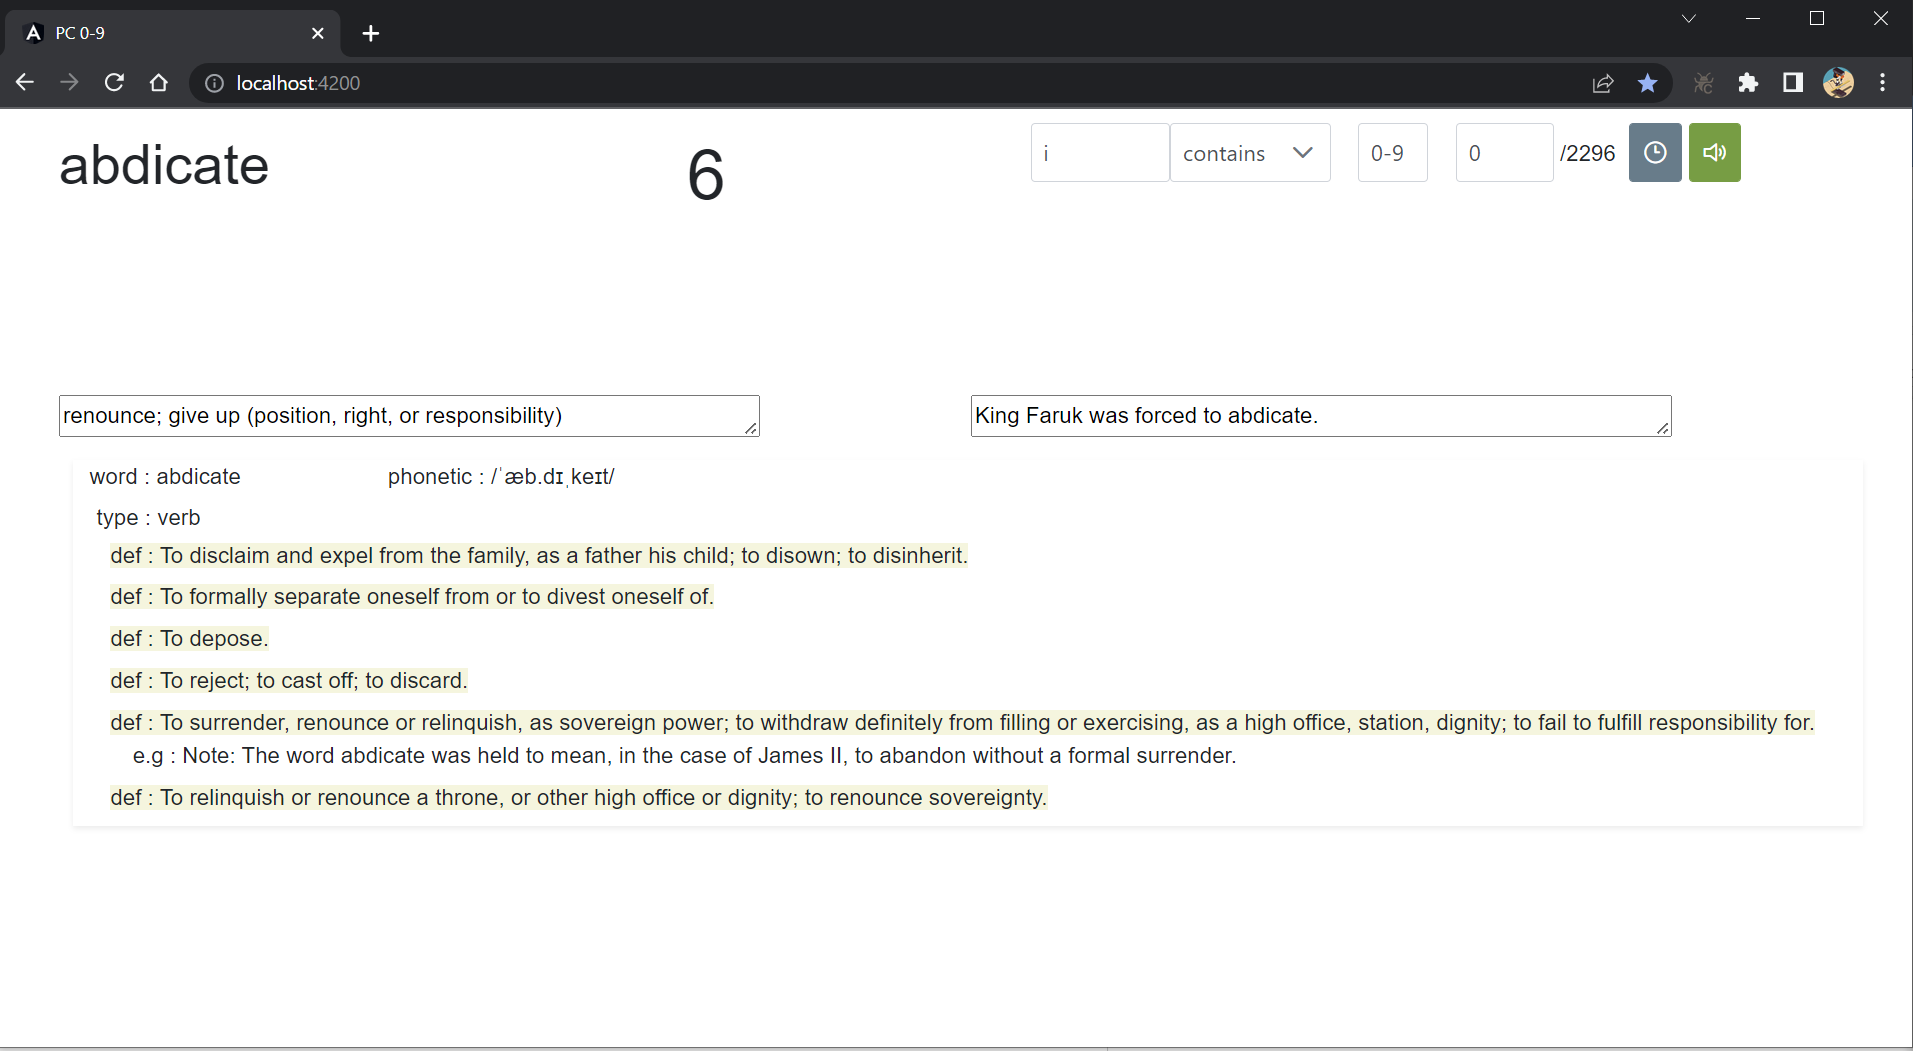 PC 0-9
localhost:4200
abdicate
6
i
contains
0-9
0
/2296
renounce; give up (position, right, or responsibility)
King Faruk was forced to abdicate.
word : abdicate
phonetic : /ˈæb.dɪˌkeɪt/
type : verb
def : To disclaim and expel from the family, as a father his child; to disown; to disinherit.
def : To formally separate oneself from or to divest oneself of.
def : To depose.
def : To reject; to cast off; to discard.
def : To surrender, renounce or relinquish, as sovereign power; to withdraw definitely from filling or exercising, as a high office, station, dignity; to fail to fulfill responsibility for.
e.g : Note: The word abdicate was held to mean, in the case of James II, to abandon without a formal surrender.
def : To relinquish or renounce a throne, or other high office or dignity; to renounce sovereignty.